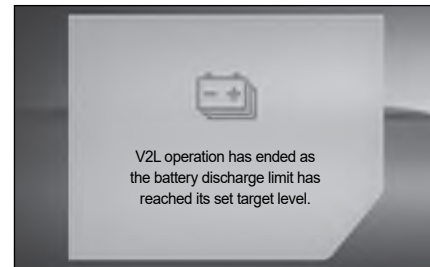 V2L operation has ended as
the battery discharge limit has
reached its set target level.